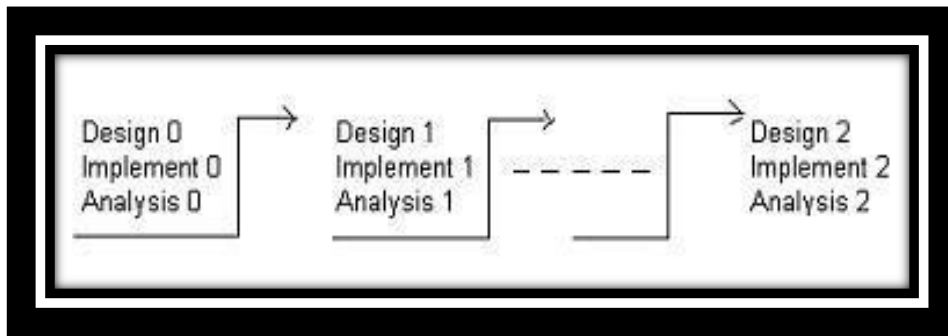 Design 0
Implement 0
Analysis 0
Design 1
Implement 1
Analysis 1
Design 2
Implement 2
Analysis 2